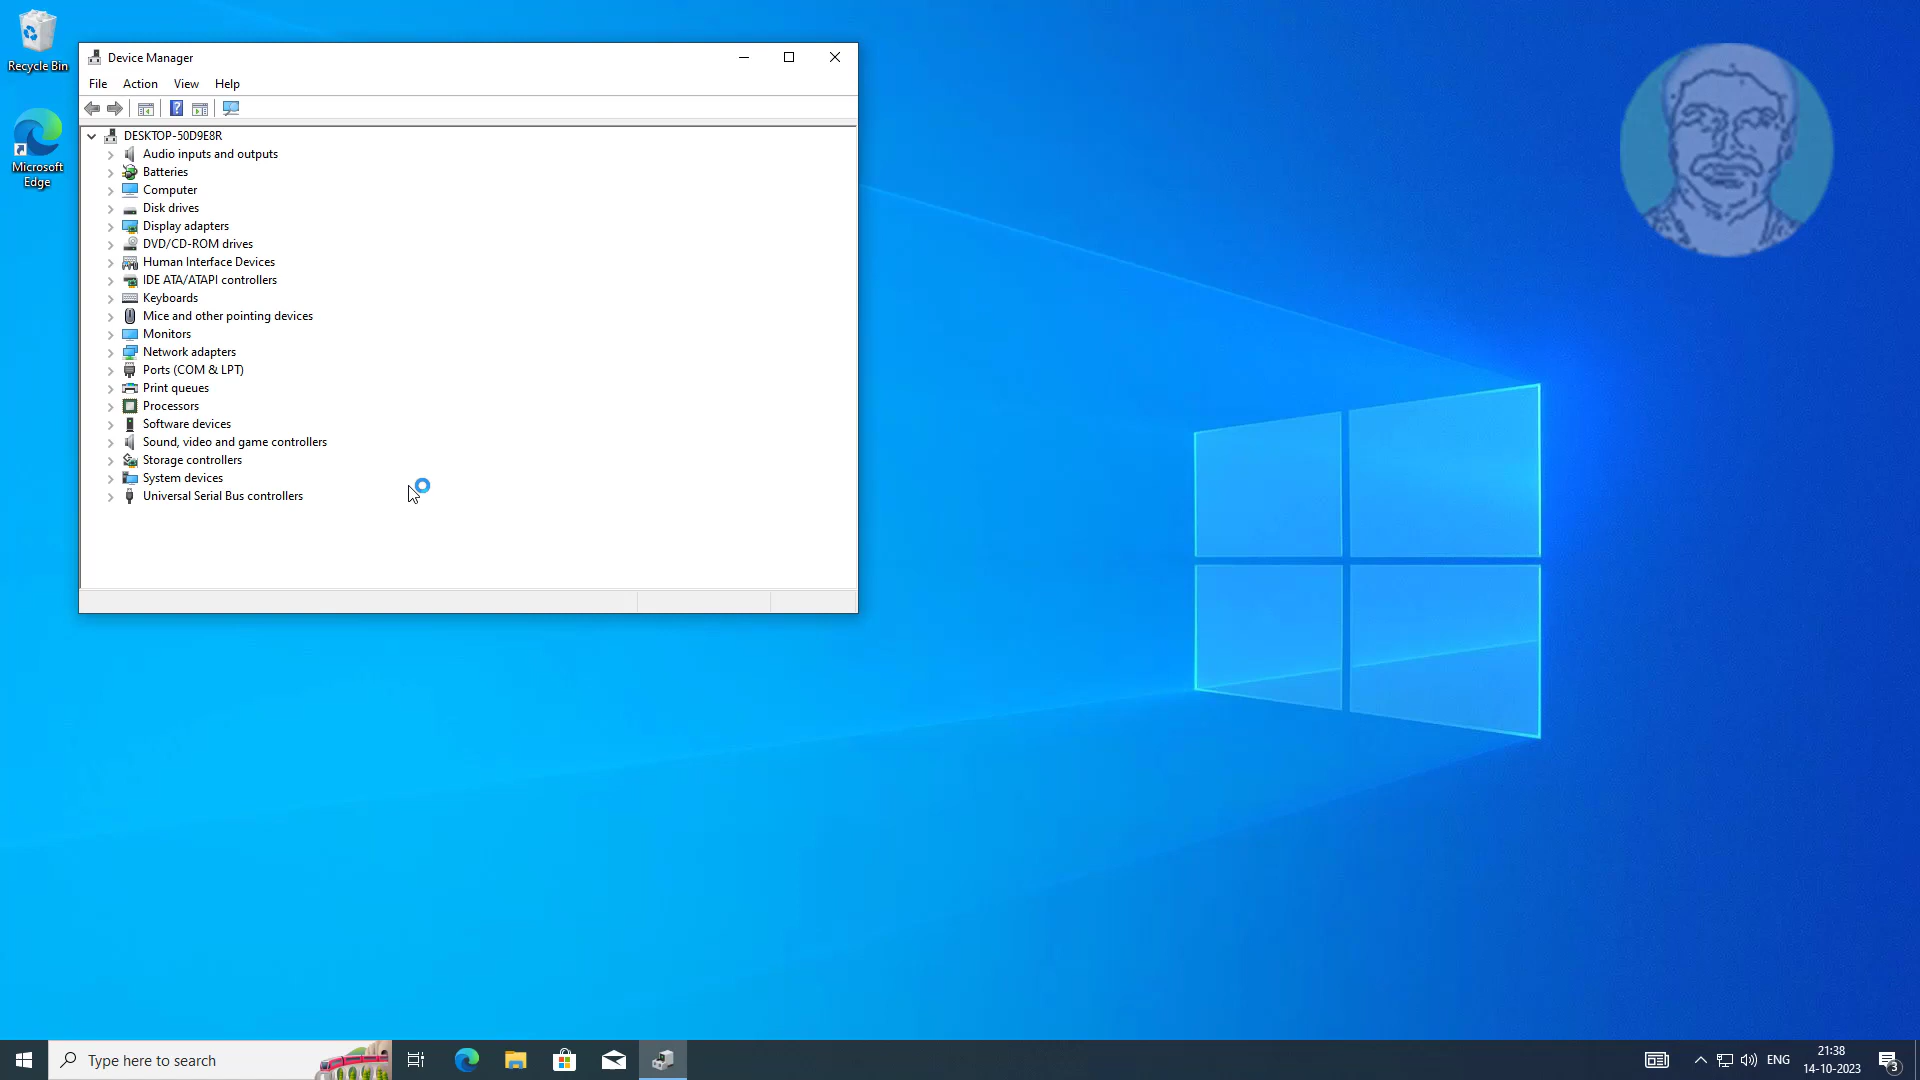 Recycle Bin
Microsoft
Edge
Device Manager
File Action View Help
DESKTOP-50D9E8R
Audio inputs and outputs
Batteries
Computer
Disk drives
Display adapters
DVD/CD-ROM drives
Human Interface Devices
IDE ATA/ATAPI controllers
Keyboards
Mice and other pointing devices
Monitors
Network adapters
Ports (COM & LPT)
Print queues
Processors
Software devices
Sound, video and game controllers
Storage controllers
System devices
Universal Serial Bus controllers
Type here to search
ENG
21:38
14-10-2023
3